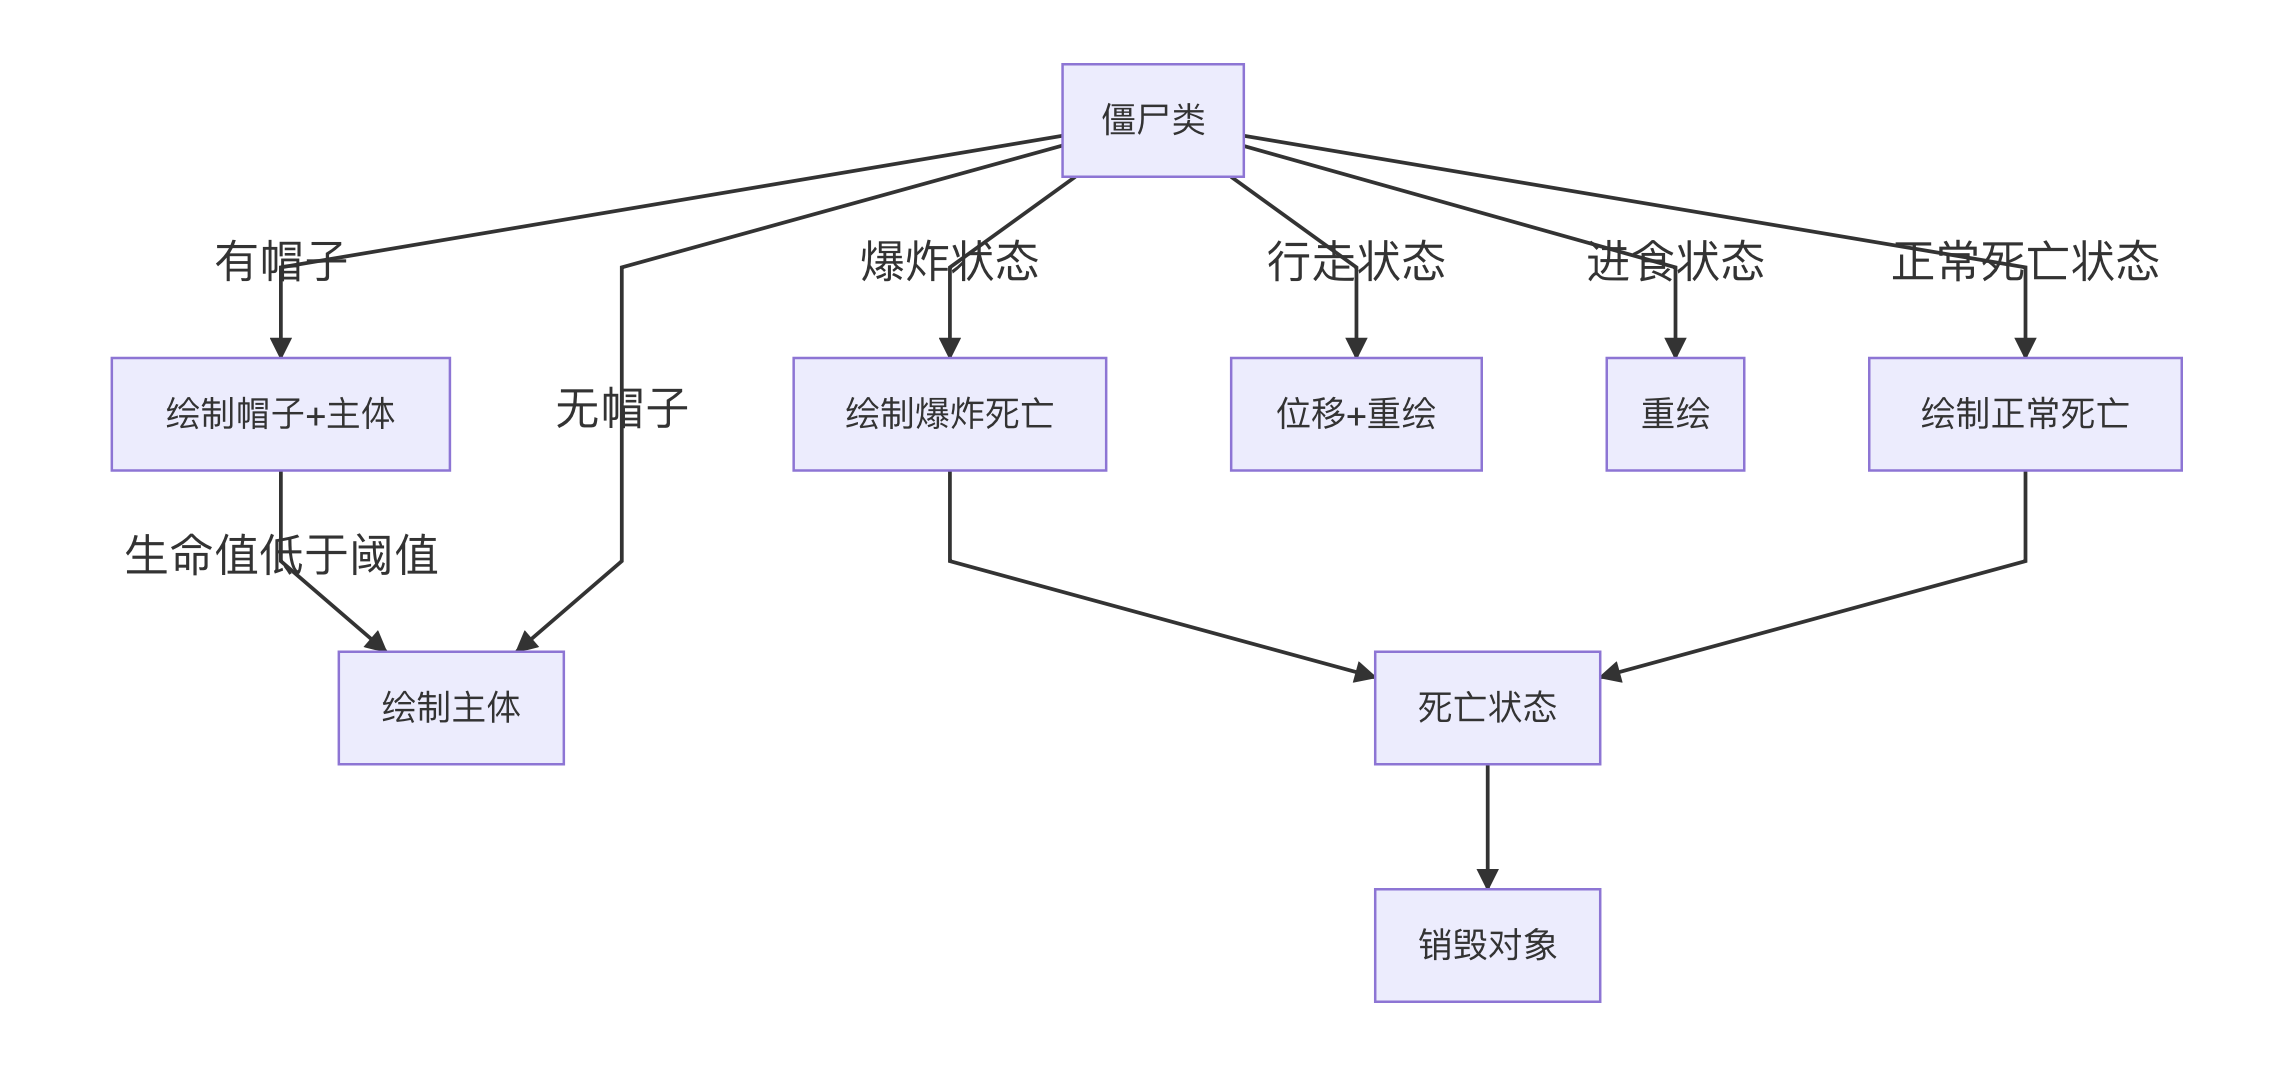 僵尸类
有帽子
爆炸状态
行走状态
进食状态
正常死亡状态
绘制帽子+主体
无帽子
绘制爆炸死亡
位移+重绘
重绘
绘制正常死亡
生命值低于阈值
绘制主体
死亡状态
销毁对象